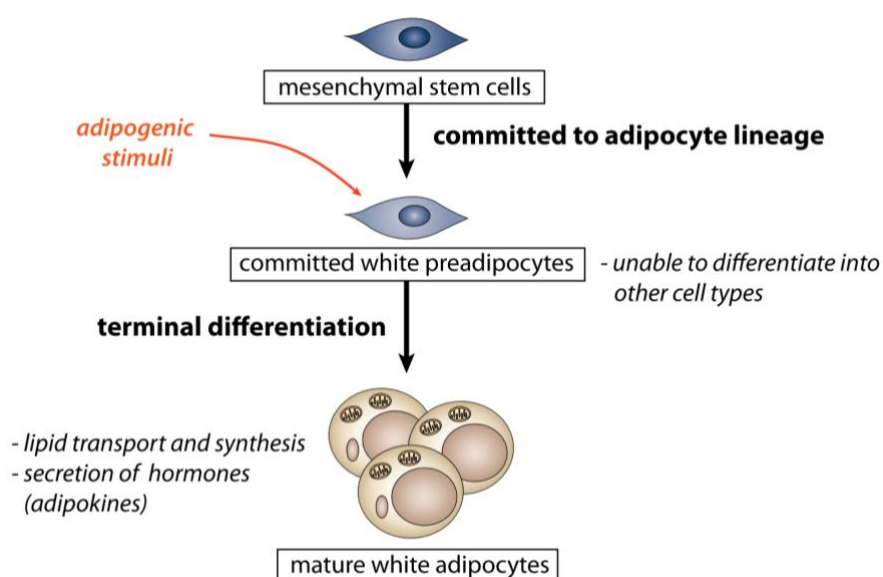 mesenchymal stem cells
adipogenic
stimuli
committed to adipocyte lineage
committed white preadipocytes
- unable to differentiate into
other cell types
terminal differentiation
- lipid transport and synthesis
- secretion of hormones
(adipokines)
mature white adipocytes